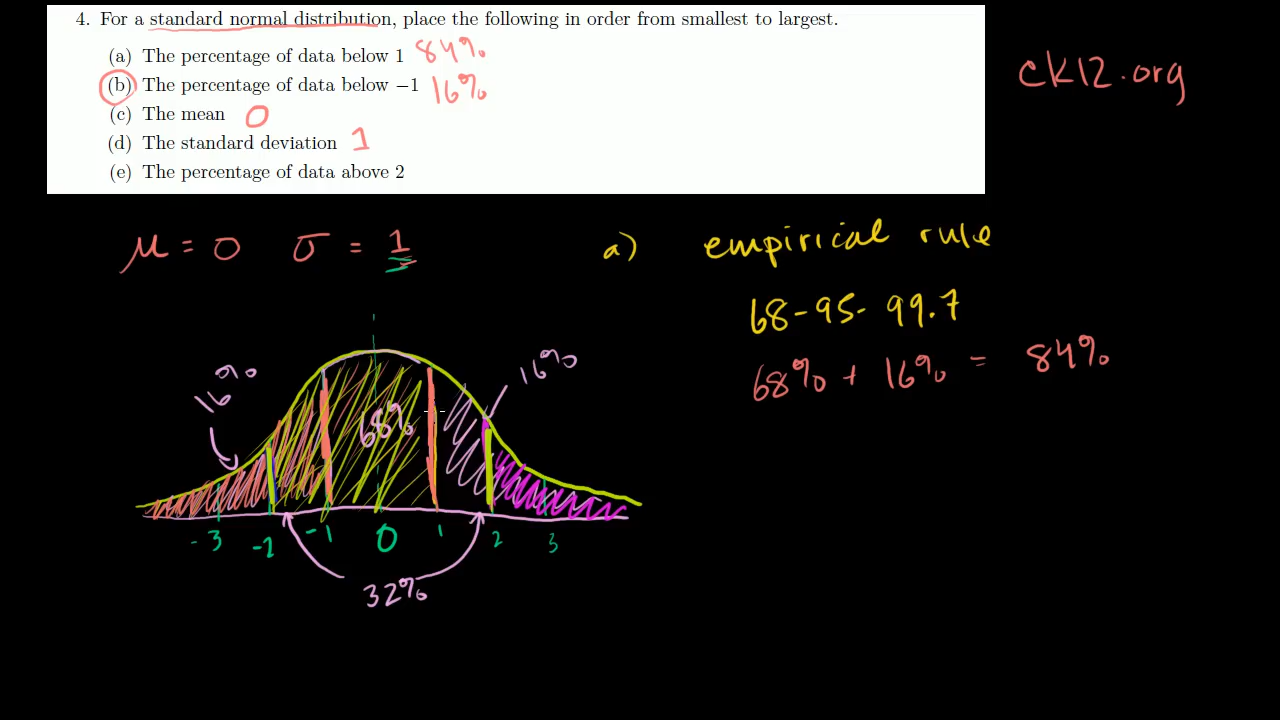 4. For a standard normal distribution, place the following in order from smallest to largest.
(a) The percentage of data below 1 84%
(b) The percentage of data below −1 16%
(c) The mean 0
(d) The standard deviation 1
(e) The percentage of data above 2
ck12.org
μ = 0 σ = 1
a) empirical rule
68-95-99.7
68% + 16% = 84%
16%
16%
68%
-3 -2 -1 0 1 2 3
32%